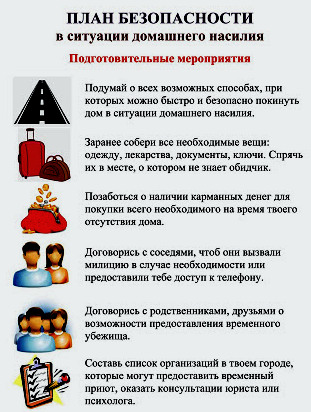 ПЛАН БЕЗОПАСНОСТИ
в ситуации домашнего насилия
Подготовительные мероприятия
Подумай о всех возможных способах, при
которых можно быстро и безопасно покинуть
дом в ситуации домашнего насилия.
Заранее собери все необходимые вещи:
одежду, лекарства, документы, ключи. Спрячь
их в месте, о котором не знает обидчик.
Позаботься о наличии карманных денег для
покупки всего необходимого на время твоего
отсутствия дома.
Договорись с соседями, чтоб они вызвали
милицию в случае необходимости или
предоставили тебе доступ к телефону.
Договорись с родственниками, друзьями о
возможности предоставления временного
убежища.
Составь список организаций в твоем городе,
которые могут предоставить временный
приют, оказать консультации юриста или
психолога.